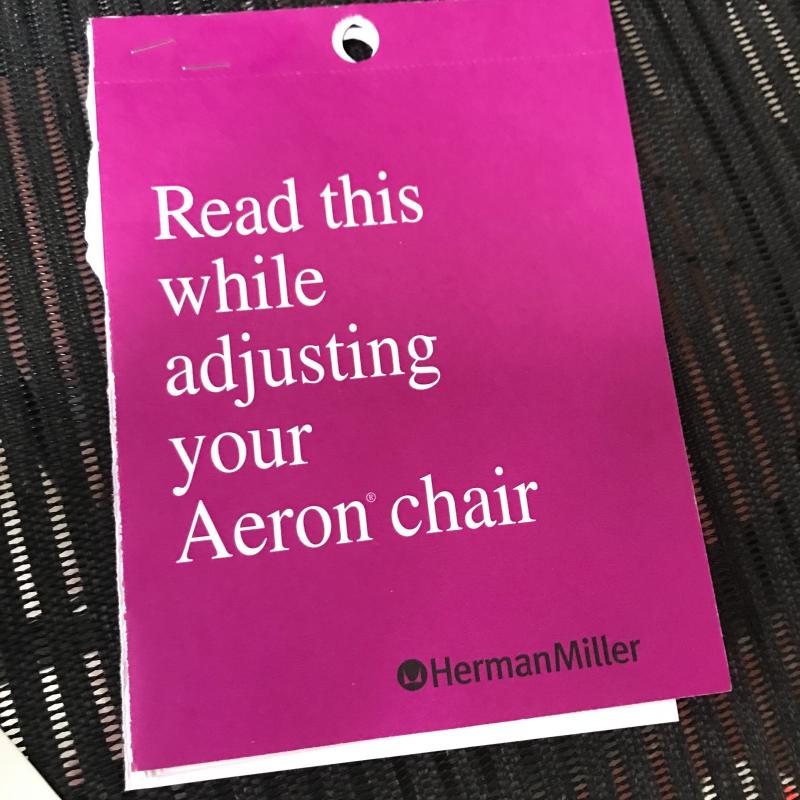 Read this
while
adjusting
your
Aeron® chair
HermanMiller